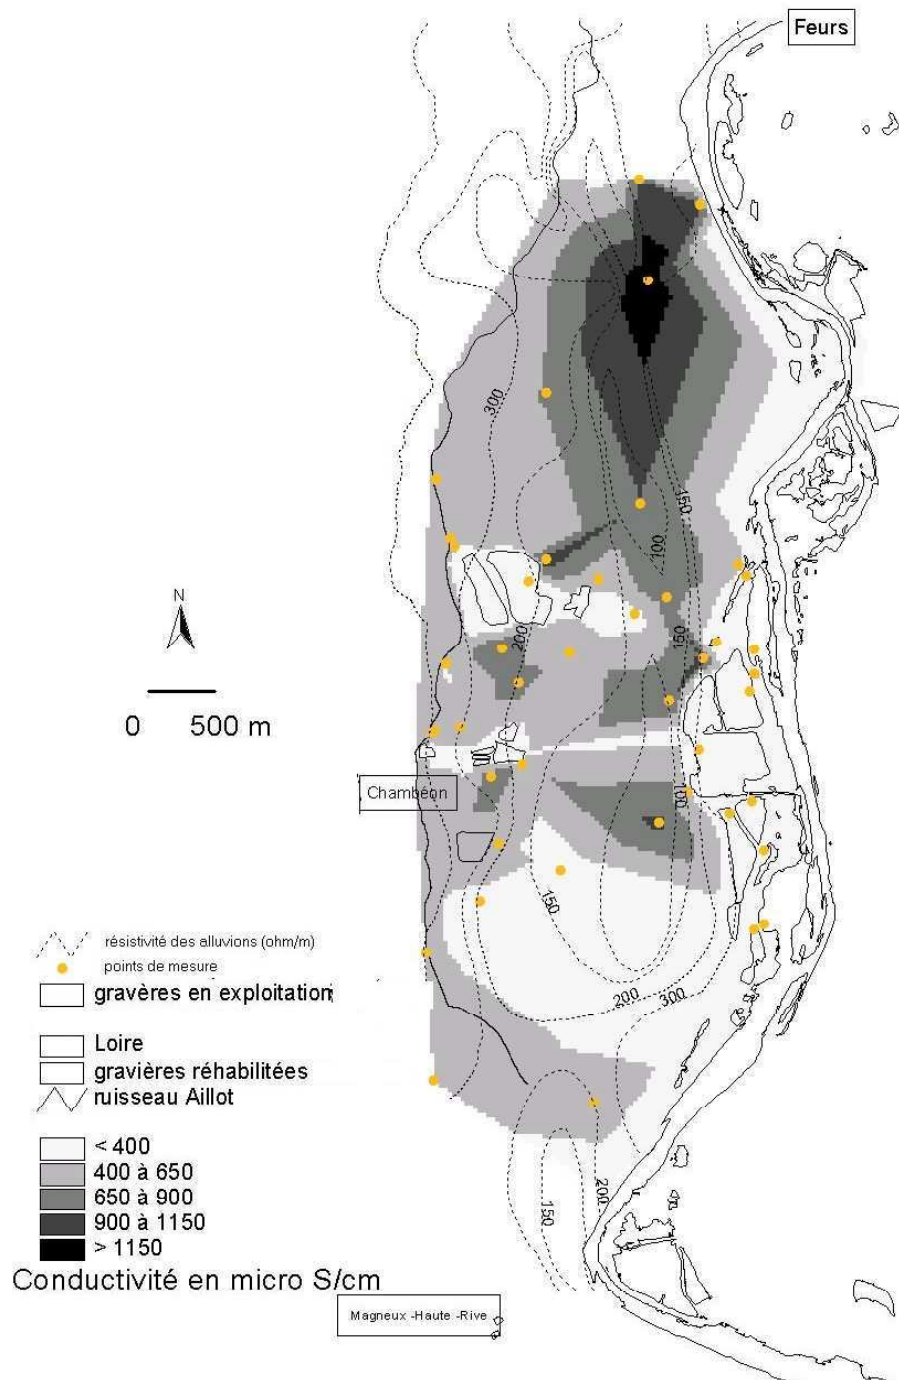 Feurs
300
150
100
200
150
N
0 500 m
Chambéon
100
150
résistivité des alluvions (ohm/m)
points de mesure
200
300
gravères en exploitation
Loire
gravières réhabilitées
ruisseau Aillot
< 400
400 à 650
650 à 900
900 à 1150
> 1150
200
150
Conductivité en micro S/cm
Magneux -Haute -Rive